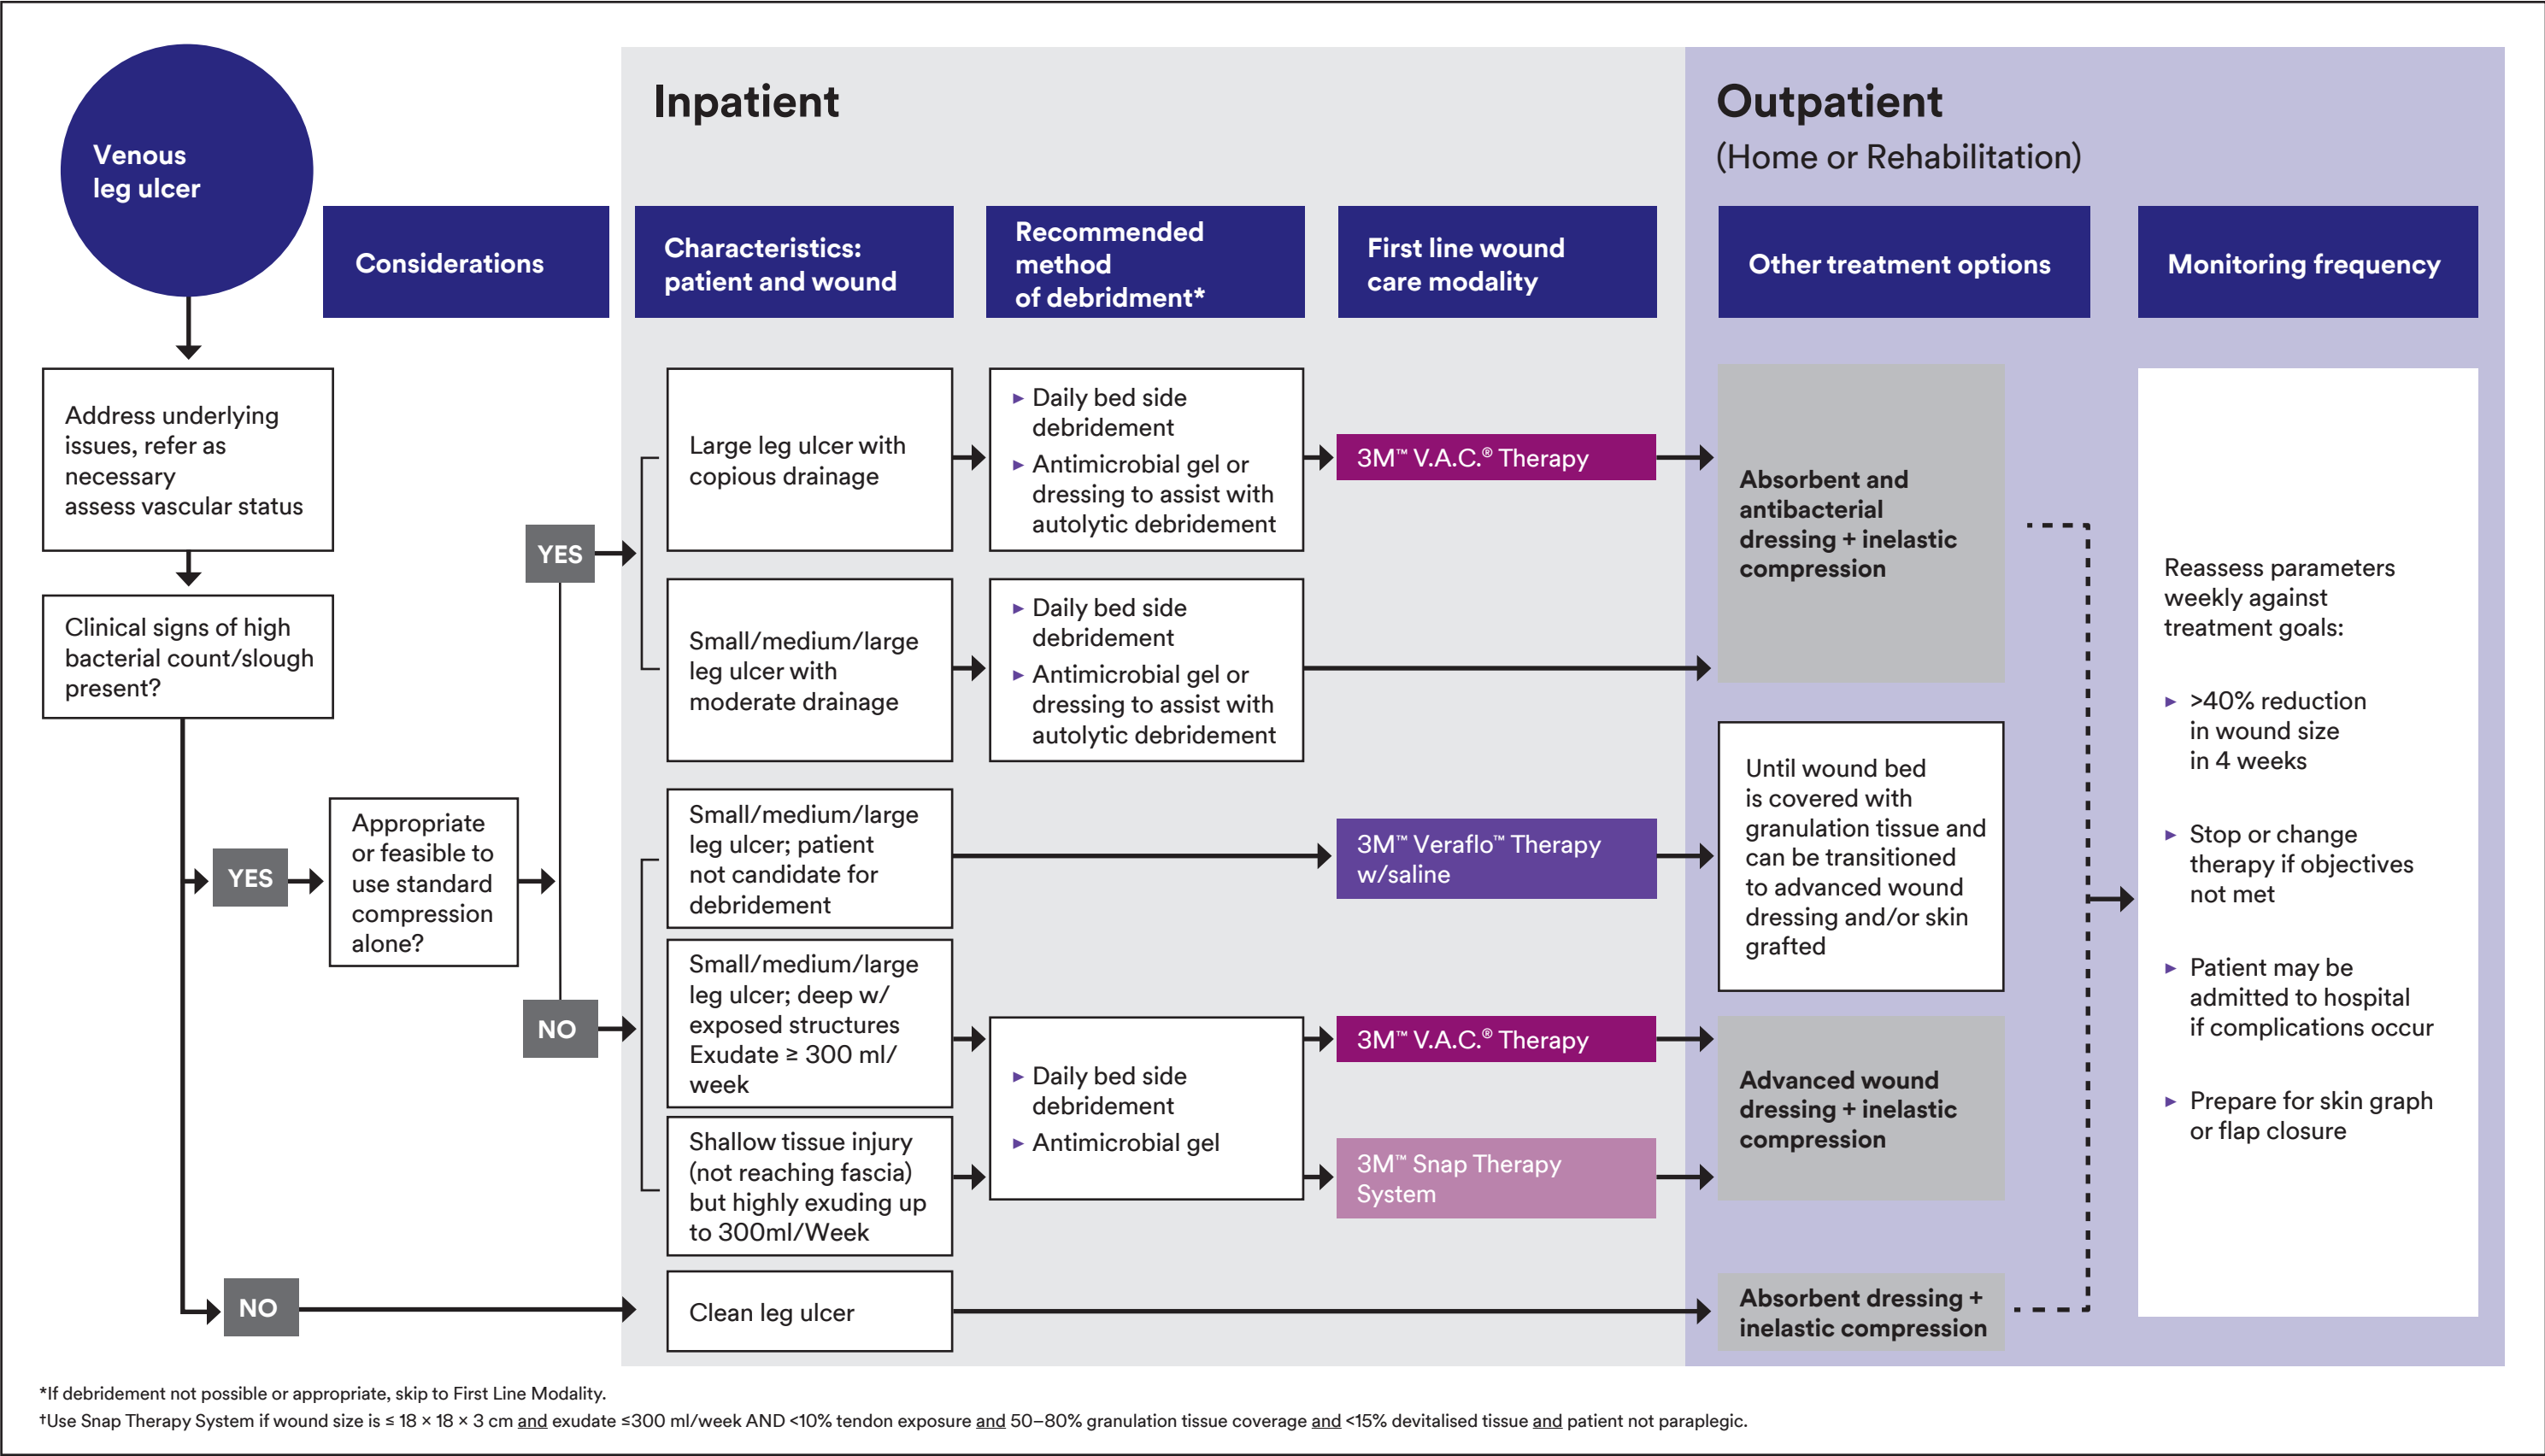 Venous
leg ulcer
Inpatient
Outpatient
(Home or Rehabilitation)
Considerations
Characteristics:
patient and wound
Recommended
method
of debridment*
First line wound
care modality
Other treatment options
Monitoring frequency
Address underlying
issues, refer as
necessary
assess vascular status
Clinical signs of high
bacterial count/slough
present?
YES
Appropriate
or feasible to
use standard
compression
alone?
YES
Large leg ulcer with
copious drainage
▸ Daily bed side
debridement
▸ Antimicrobial gel or
dressing to assist with
autolytic debridement
3M™ V.A.C.® Therapy
Absorbent and
antibacterial
dressing + inelastic
compression
Small/medium/large
leg ulcer with
moderate drainage
▸ Daily bed side
debridement
▸ Antimicrobial gel or
dressing to assist with
autolytic debridement
NO
Small/medium/large
leg ulcer; patient
not candidate for
debridement
3M™ Veraflo™ Therapy
w/saline
Until wound bed
is covered with
granulation tissue and
can be transitioned
to advanced wound
dressing and/or skin
grafted
Small/medium/large
leg ulcer; deep w/
exposed structures
Exudate ≥ 300 ml/
week
Shallow tissue injury
(not reaching fascia)
but highly exuding up
to 300ml/Week
▸ Daily bed side
debridement
▸ Antimicrobial gel
3M™ V.A.C.® Therapy
3M™ Snap Therapy
System
Advanced wound
dressing + inelastic
compression
NO
Clean leg ulcer
Absorbent dressing +
inelastic compression
Reassess parameters
weekly against
treatment goals:
▸ >40% reduction
in wound size
in 4 weeks
▸ Stop or change
therapy if objectives
not met
▸ Patient may be
admitted to hospital
if complications occur
▸ Prepare for skin graph
or flap closure
*If debridement not possible or appropriate, skip to First Line Modality.
†Use Snap Therapy System if wound size is ≤ 18 × 18 × 3 cm and exudate ≤300 ml/week AND <10% tendon exposure and 50–80% granulation tissue coverage and <15% devitalised tissue and patient not paraplegic.